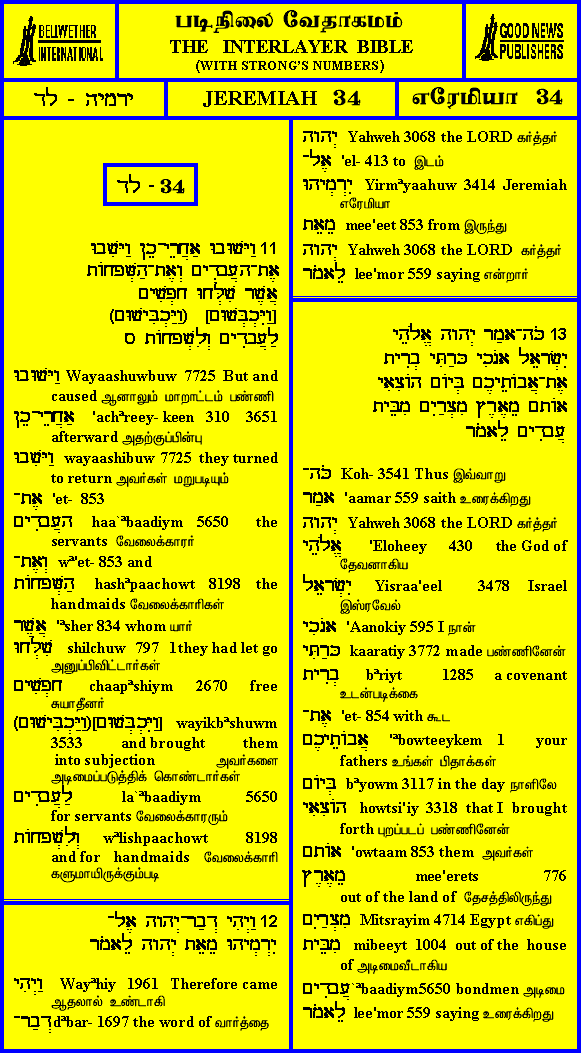 BELLWETHER
INTERNATIONAL
படிநிலை வேதாகமம்
THE INTERLAYER BIBLE
(WITH STRONG'S NUMBERS)
GOOD NEWS
PUBLISHERS
ירמיה - לד
JEREMIAH 34
எரேமியா 34
לד - 34
11 וַיָּשׁוּבוּ אַחֲרֵי־כֵן וַיָּשִׁבוּ
אֶת־הָעֲבָדִים וְאֶת־הַשְּׁפָחוֹת
אֲשֶׁר שִׁלְּחוּ חָפְשִׁים
[וַיִּכְבְּשׁוּם] (וַיַּכְבִּישׁוּם)
לַעֲבָדִים וְלִשְׁפָחוֹת ס
וַיָּשׁוּבוּ Wayaashuwbuw 7725 But and
caused ஆனாலும் மாறாட்டம் பண்ணி
אַחֲרֵי־כֵן 'achªreey- keen 310 3651
afterward அதற்குப்பின்பு
וַיָּשִׁבוּ wayaashibuw 7725 they turned
to return அவர்கள் மறுபடியும்
אֶת־ 'et- 853
הָעֲבָדִים haa`ªbaadiym 5650 the
servants வேலைக்காரர்
וְאֶת־ wª'et- 853 and
הַשְּׁפָחוֹת hashªpaachowt 8198 the
handmaids வேலைக்காரிகள்
אֲשֶׁר 'ªsher 834 whom யார்
שִׁלְּחוּ shilchuw 797 1they had let go
அனுப்பிவிட்டார்கள்
חָפְשִׁים chaapªshiym 2670 free
சுயாதீனர்
(וַיַּכְבִּישׁוּם)[וַיִּכְבְּשׁוּם] wayikbªshuwm
3533 and brought them
into subjection அவர்களை
அடிமைப்படுத்திக் கொண்டார்கள்
לַעֲבָדִים la`ªbaadiym 5650
for servants வேலைக்காரரும்
וְלִשְׁפָחוֹת wªlishpaachowt 8198
and for handmaids வேலைக்காரி
களுமாயிருக்கும்படி
12 וַיְהִי דְבַר־יְהוָה אֶל־
יִרְמְיָהוּ מֵאֵת יְהוָה לֵאמֹר
וַיְהִי Wayªhiy 1961 Therefore came
ஆதலால் உண்டாகி
דְבַר־ dªbar- 1697 the word of வார்த்தை
יְהוָה Yahweh 3068 the LORD கர்த்தர்
אֶל־ 'el- 413 to இடம்
יִרְמְיָהוּ Yirmªyaahuw 3414 Jeremiah
எரேமியா
מֵאֵת mee'eet 853 from இருந்து
יְהוָה Yahweh 3068 the LORD கர்த்தர்
לֵאמֹר lee'mor 559 saying என்றார்
13 כֹּה־אָמַר יְהוָה אֱלֹהֵי
יִשְׂרָאֵל אָנֹכִי כָּרַתִּי בְרִית
אֶת־אֲבוֹתֵיכֶם בְּיוֹם הוֹצִאִי
אוֹתָם מֵאֶרֶץ מִצְרַיִם מִבֵּית
עֲבָדִים לֵאמֹר
כֹּה־ Koh- 3541 Thus இவ்வாறு
אָמַר 'aamar 559 saith உரைக்கிறது
יְהוָה Yahweh 3068 the LORD கர்த்தர்
אֱלֹהֵי 'Eloheey 430 the God of
தேவனாகிய
יִשְׂרָאֵל Yisraa'eel 3478 Israel
இஸ்ரவேல்
אָנֹכִי 'Aanokiy 595 I நான்
כָּרַתִּי kaaratiy 3772 made பண்ணினேன்
בְרִית bªriyt 1285 a covenant
உடன்படிக்கை
אֶת־ 'et- 854 with கூட
אֲבוֹתֵיכֶם 'ªbowteeykem 1 your
fathers உங்கள் பிதாக்கள்
בְּיוֹם bªyowm 3117 in the day நாளிலே
הוֹצִאִי howtsi'iy 3318 that I brought
forth புறப்படப் பண்ணினேன்
אוֹתָם 'owtaam 853 them அவர்கள்
מֵאֶרֶץ mee'erets 776
out of the land of தேசத்திலிருந்து
מִצְרַיִם Mitsrayim 4714 Egypt எகிப்து
מִבֵּית mibeeyt 1004 out of the house
of அடிமைவீடாகிய
עֲבָדִים `ªbaadiym5650 bondmen அடிமை
לֵאמֹר lee'mor 559 saying உரைக்கிறது